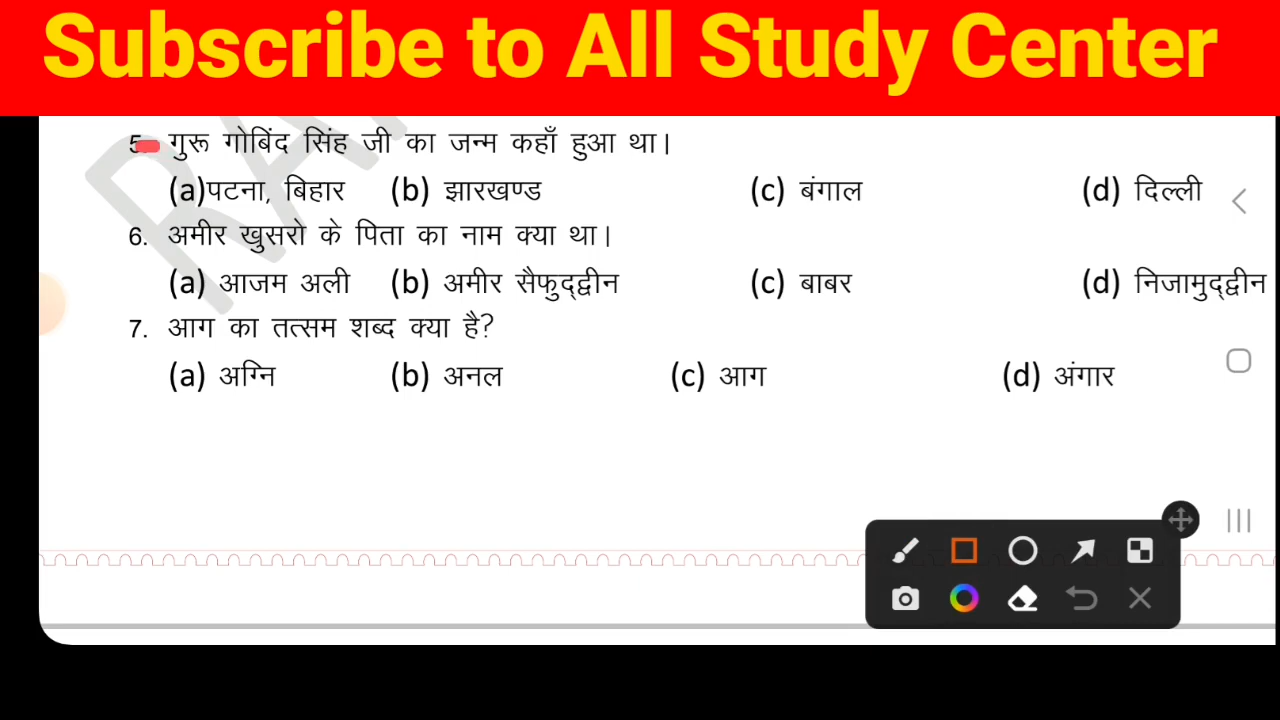 Subscribe to All Study Center
5. गुरू गोबिंद सिंह जी का जन्म कहाँ हुआ था।
(a)पटना, बिहार (b) झारखण्ड (c) बंगाल (d) दिल्ली
6. अमीर खुसरो के पिता का नाम क्या था।
(a) आजम अली (b) अमीर सैफुद्द्वीन (c) बाबर (d) निजामुद्द्वीन
7. आग का तत्सम शब्द क्या है?
(a) अग्नि (b) अनल (c) आग (d) अंगार